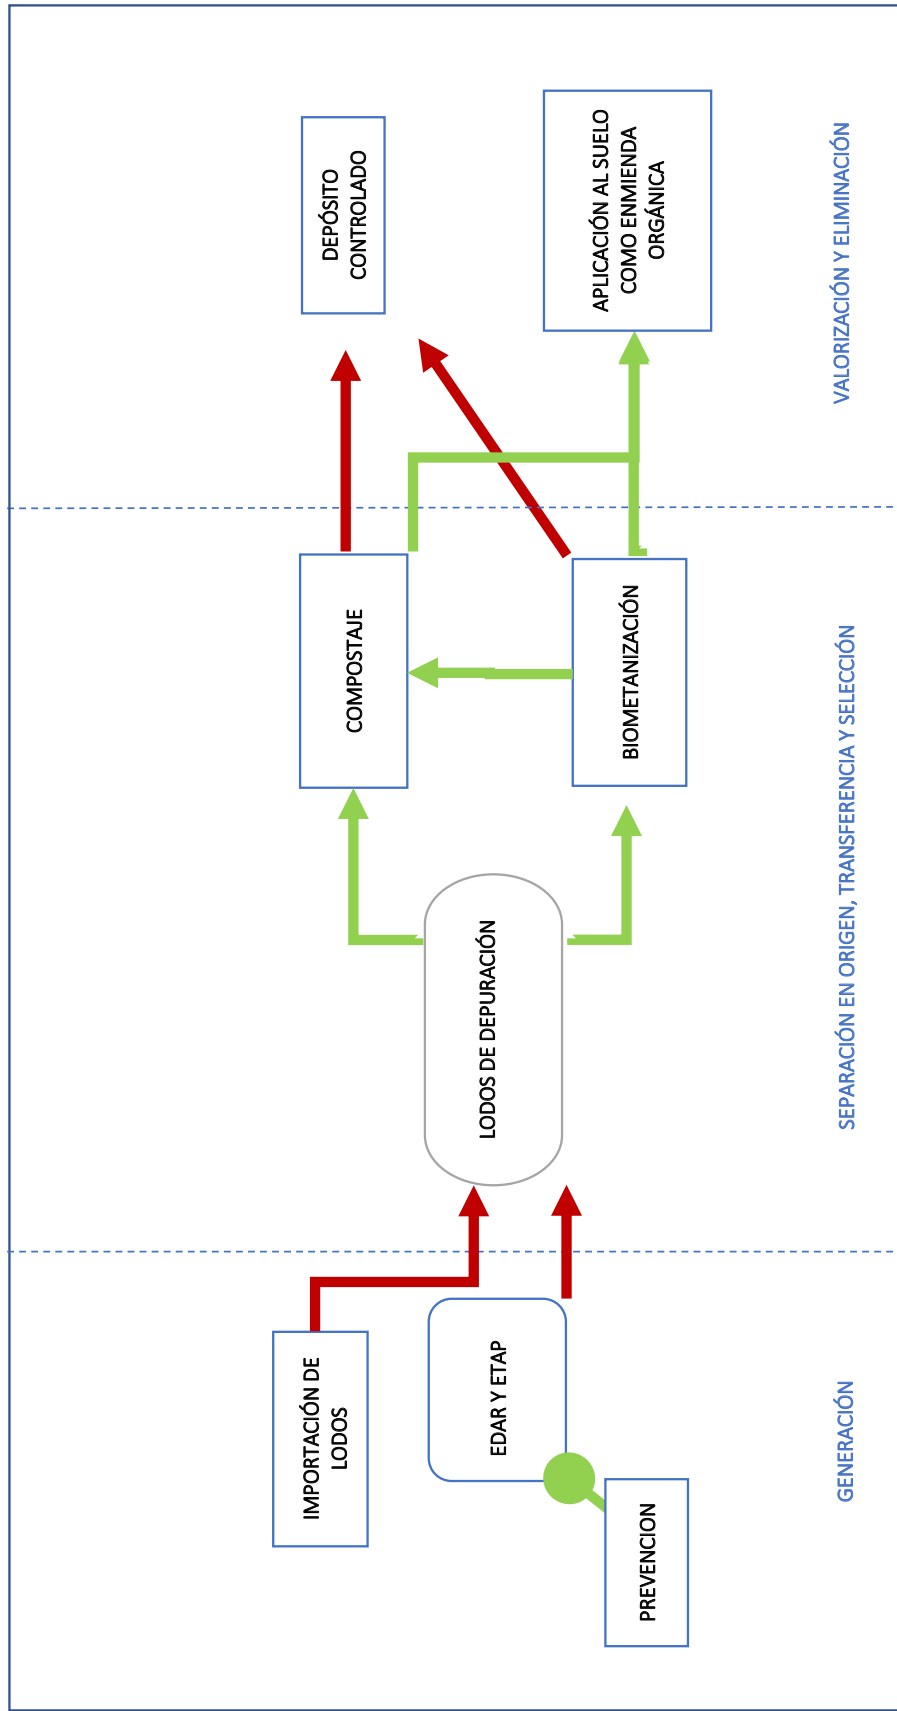 IMPORTACIÓN DE
LODOS
EDAR Y ETAP
PREVENCION
GENERACIÓN
LODOS DE DEPURACIÓN
COMPOSTAJE
BIOMETANIZACIÓN
SEPARACIÓN EN ORIGEN, TRANSFERENCIA Y SELECCIÓN
DEPÓSITO
CONTROLADO
APLICACIÓN AL SUELO
COMO ENMIENDA
ORGÁNICA
VALORIZACIÓN Y ELIMINACIÓN